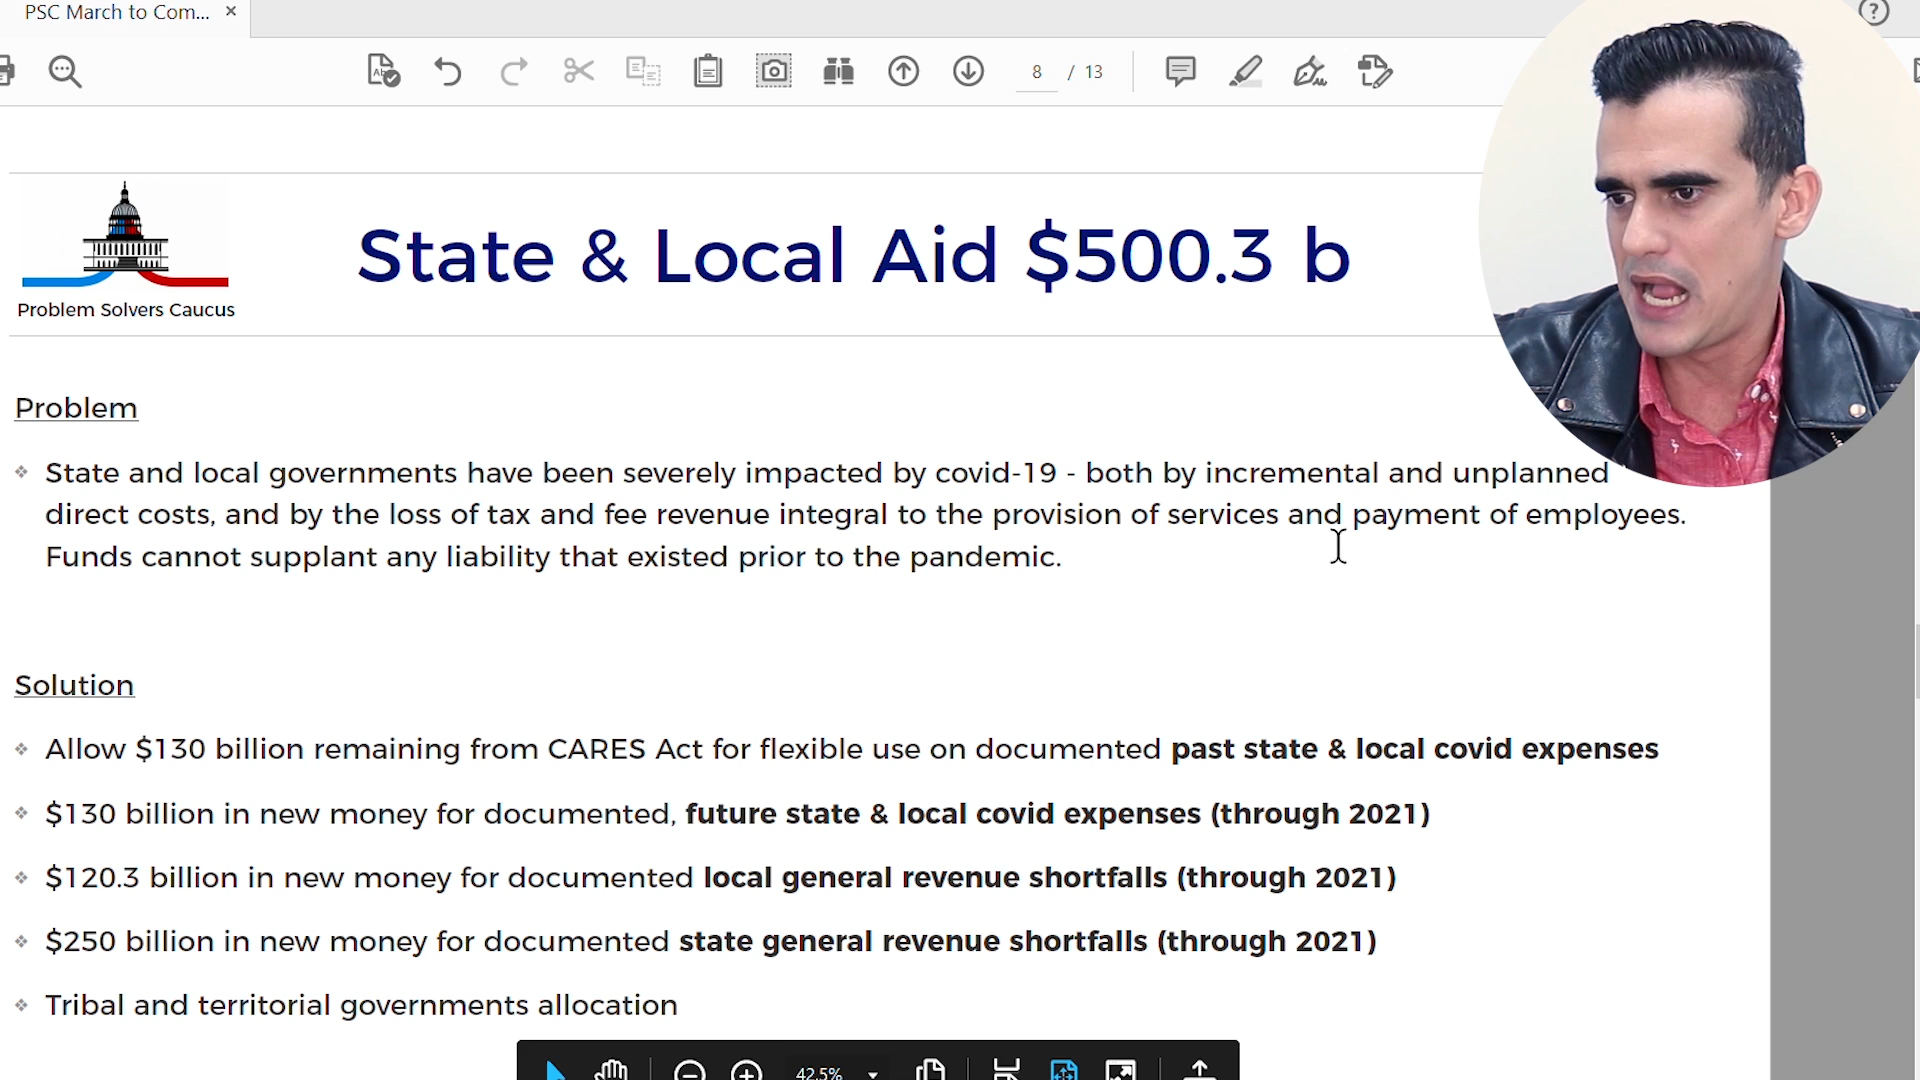 PSC March to Com... ×
?
8 / 13
State & Local Aid $500.3 b
Problem Solvers Caucus
Problem
State and local governments have been severely impacted by covid-19 - both by incremental and unplanned
direct costs, and by the loss of tax and fee revenue integral to the provision of services and payment of employees.
Funds cannot supplant any liability that existed prior to the pandemic.
Solution
Allow $130 billion remaining from CARES Act for flexible use on documented past state & local covid expenses
$130 billion in new money for documented, future state & local covid expenses (through 2021)
$120.3 billion in new money for documented local general revenue shortfalls (through 2021)
$250 billion in new money for documented state general revenue shortfalls (through 2021)
Tribal and territorial governments allocation
42.5%